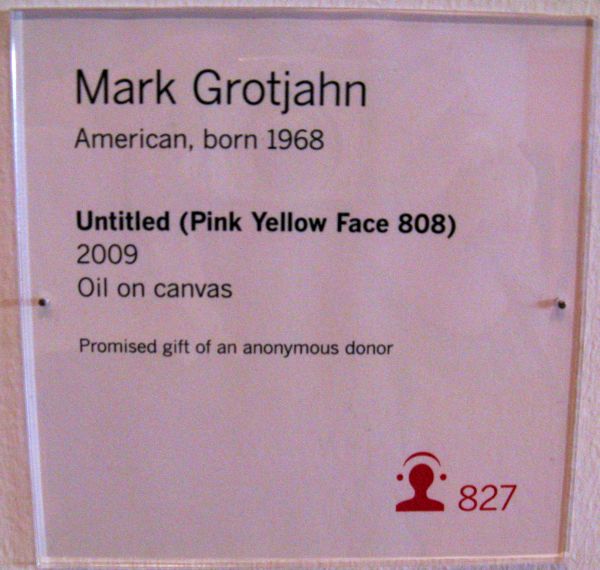 Mark Grotjahn
American, born 1968
Untitled (Pink Yellow Face 808)
2009
Oil on canvas
Promised gift of an anonymous donor
827